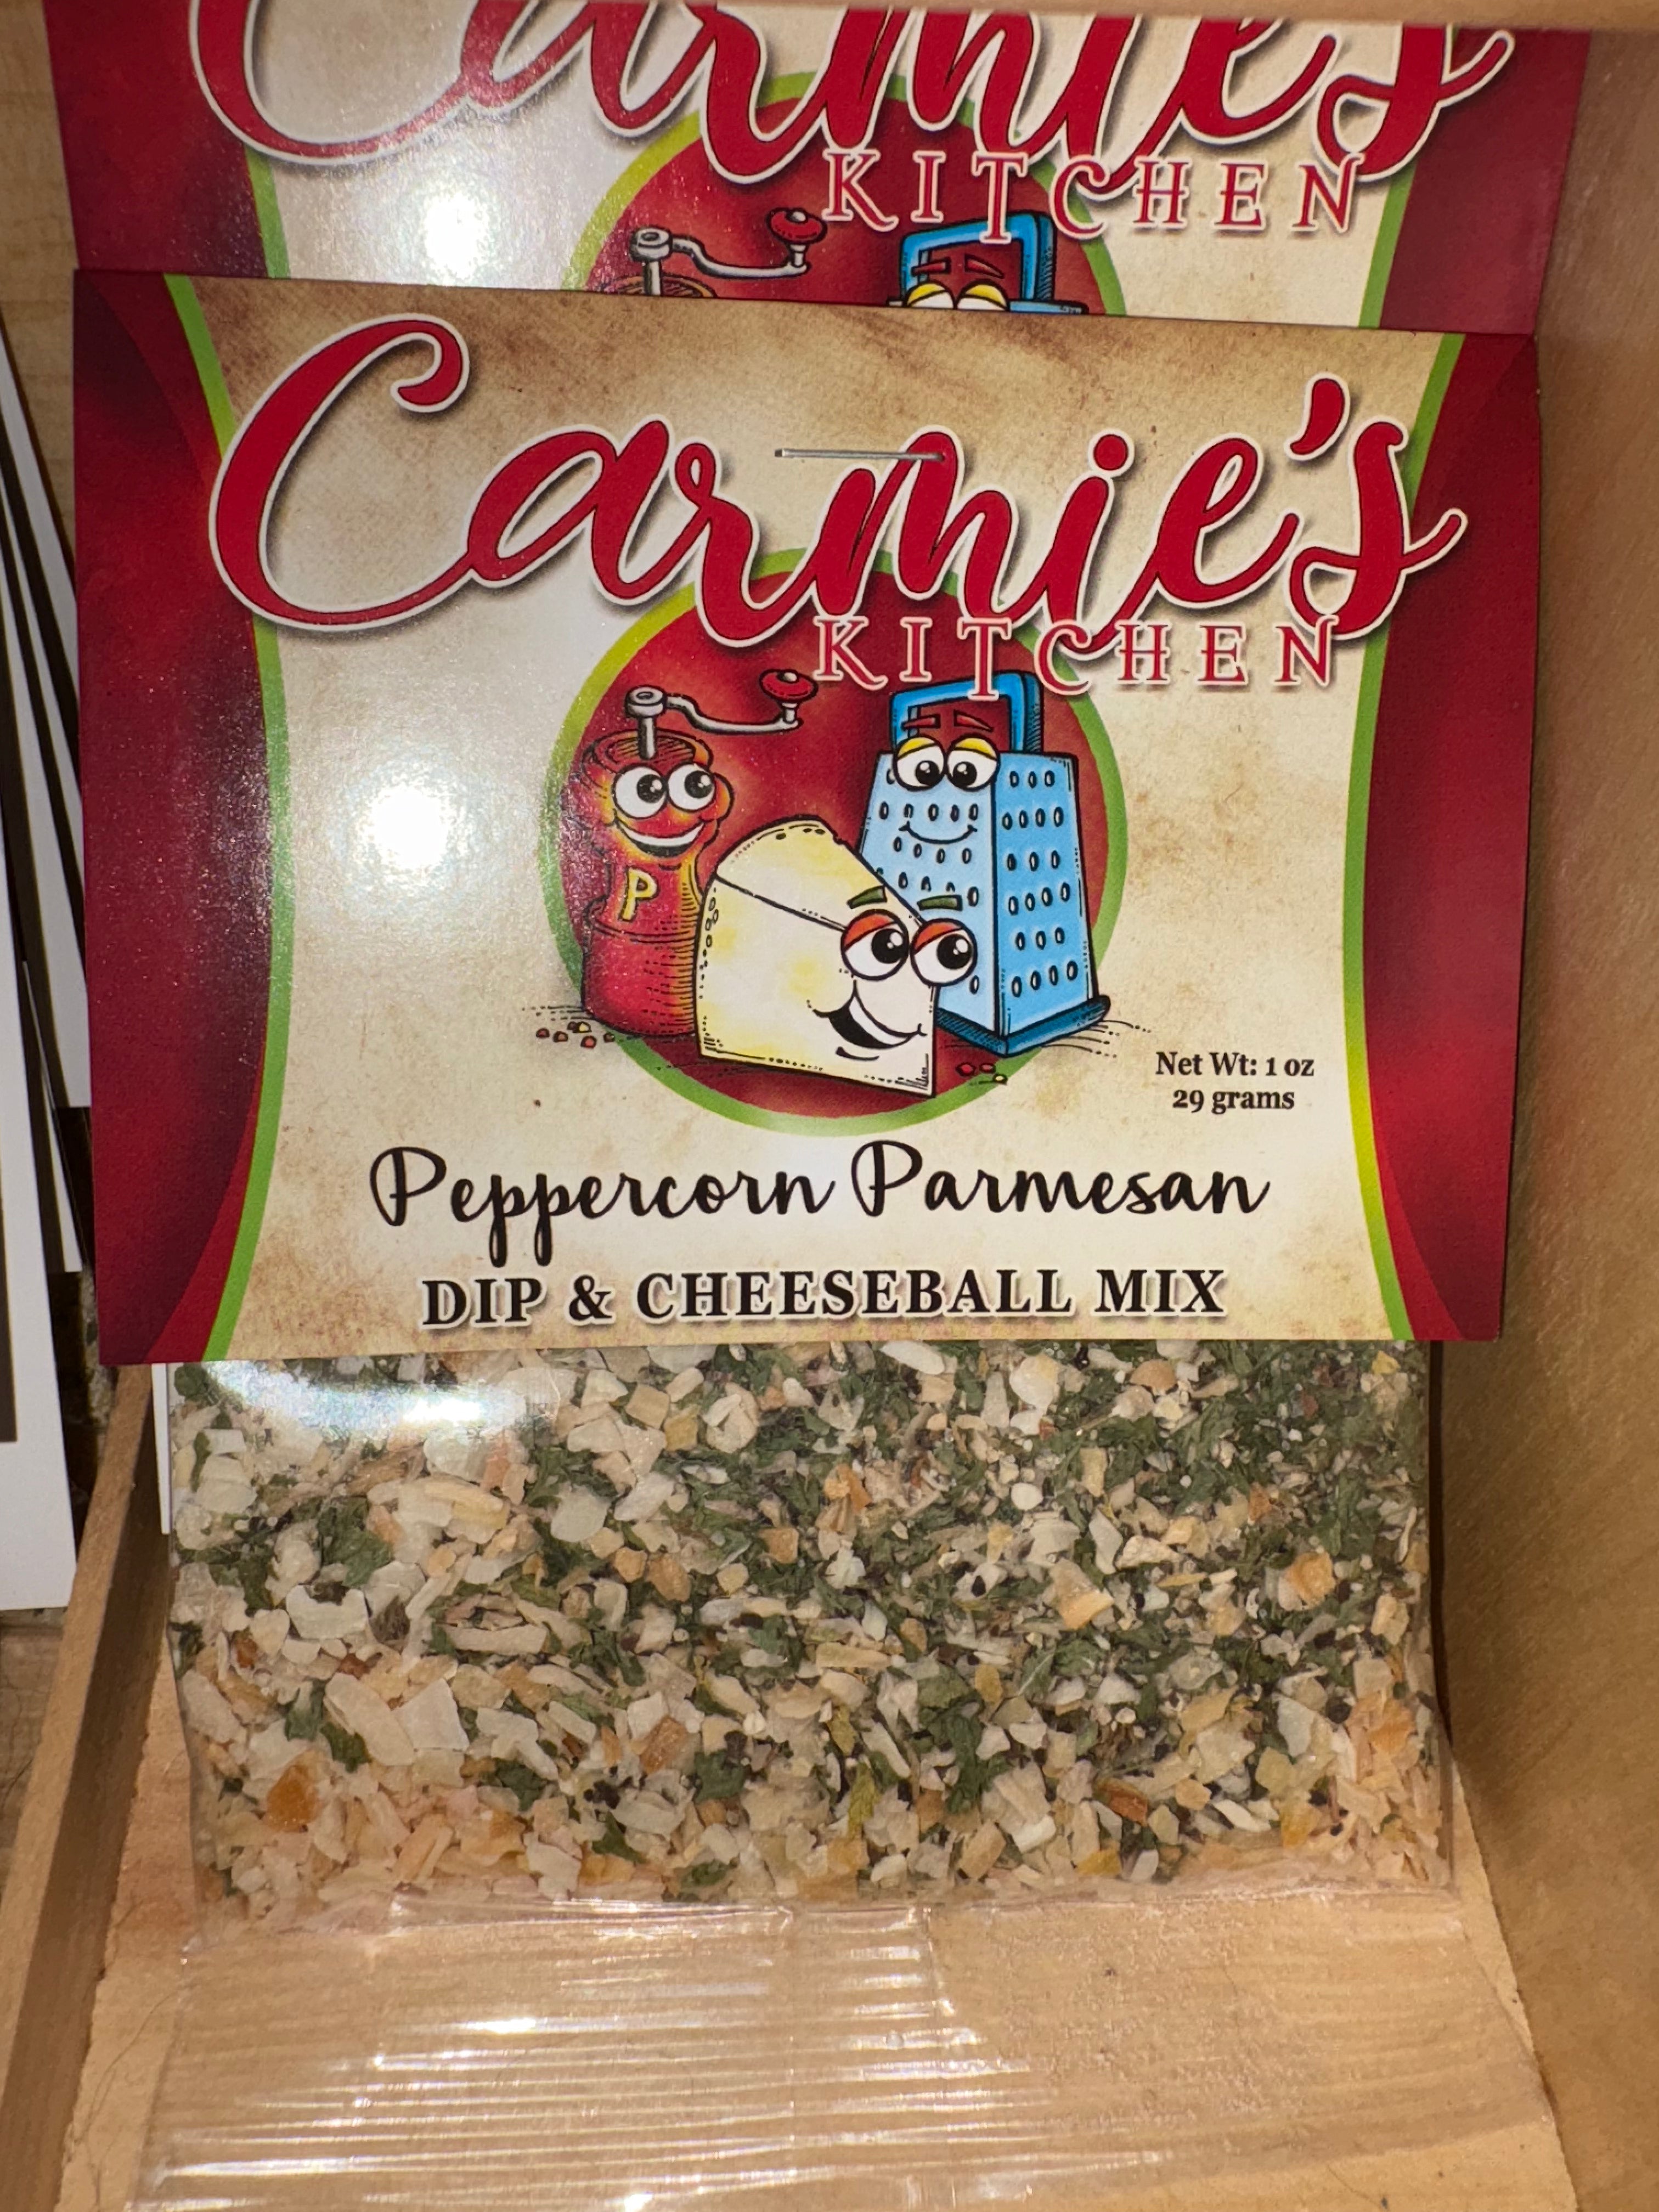 Carmie's
KITCHEN
Carmie's
KITCHEN
P
Net Wt: 1 oz
29 grams
Peppercorn Parmesan
DIP & CHEESEBALL MIX